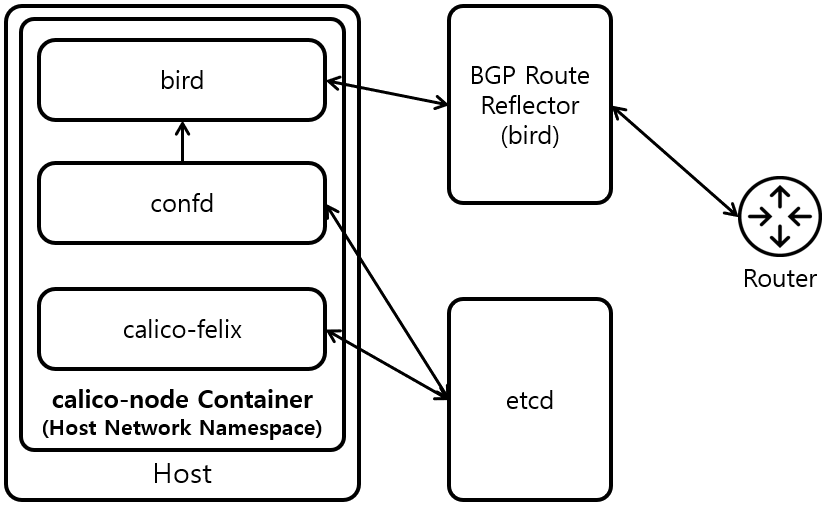 bird
confd
calico-felix
calico-node Container
(Host Network Namespace)
Host
BGP Route
Reflector
(bird)
etcd
Router